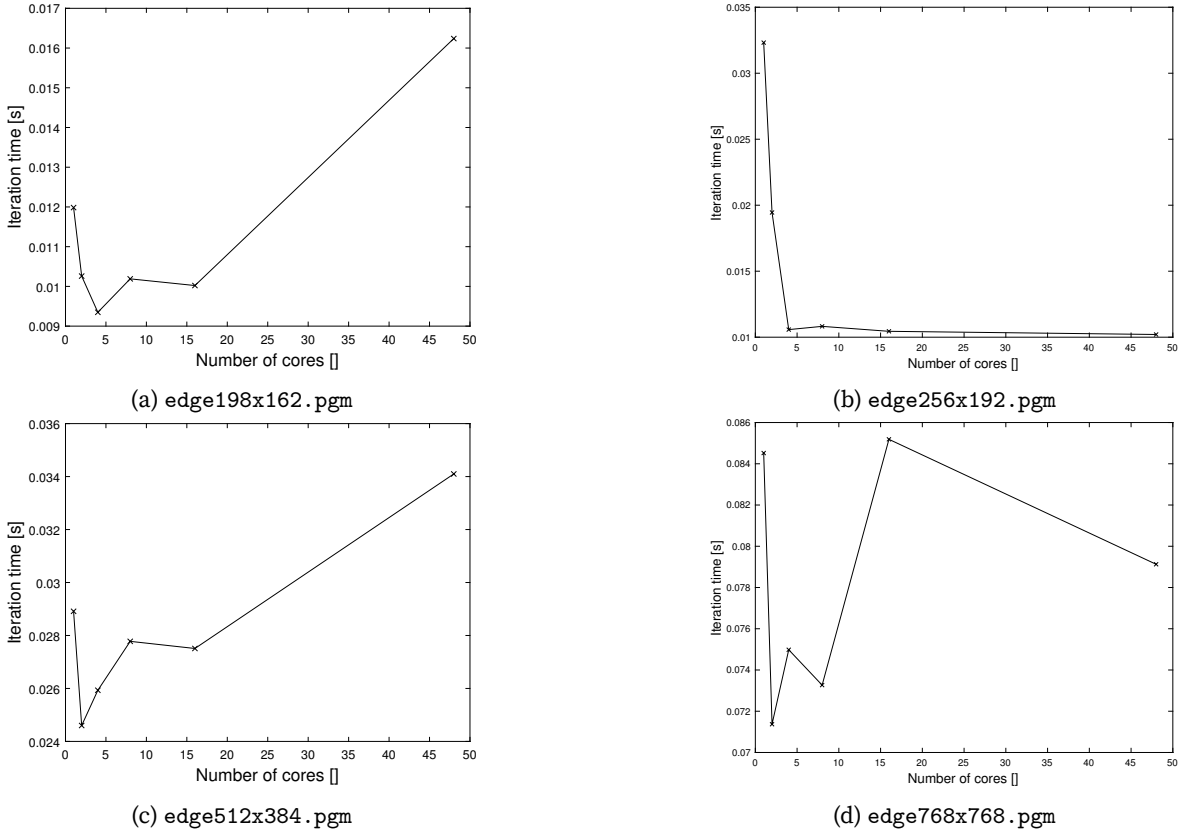 0.017
0.016
0.015
0.014
0.013
0.012
0.011
0.01
0.009
Iteration time [s]
0 5 10 15 20 25 30 35 40 45 50
Number of cores []
(a) edge198x162.pgm
0.035
0.03
0.025
0.02
0.015
0.01
Iteration time [s]
0 5 10 15 20 25 30 35 40 45 50
Number of cores []
(b) edge256x192.pgm
0.036
0.034
0.032
0.03
0.028
0.026
0.024
Iteration time [s]
0 5 10 15 20 25 30 35 40 45 50
Number of cores []
(c) edge512x384.pgm
0.086
0.084
0.082
0.08
0.078
0.076
0.074
0.072
0.07
Iteration time [s]
0 5 10 15 20 25 30 35 40 45 50
Number of cores []
(d) edge768x768.pgm